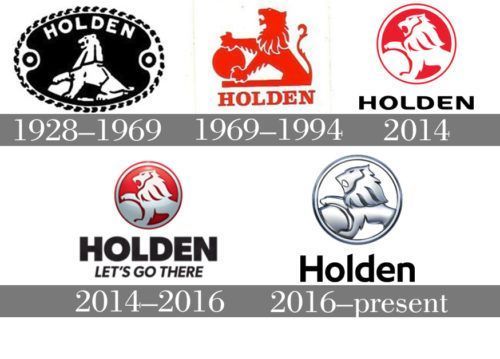 HOLDEN
1928–1969
HOLDEN
1969–1994
HOLDEN
2014
HOLDEN
LET'S GO THERE
2014–2016
Holden
2016–present